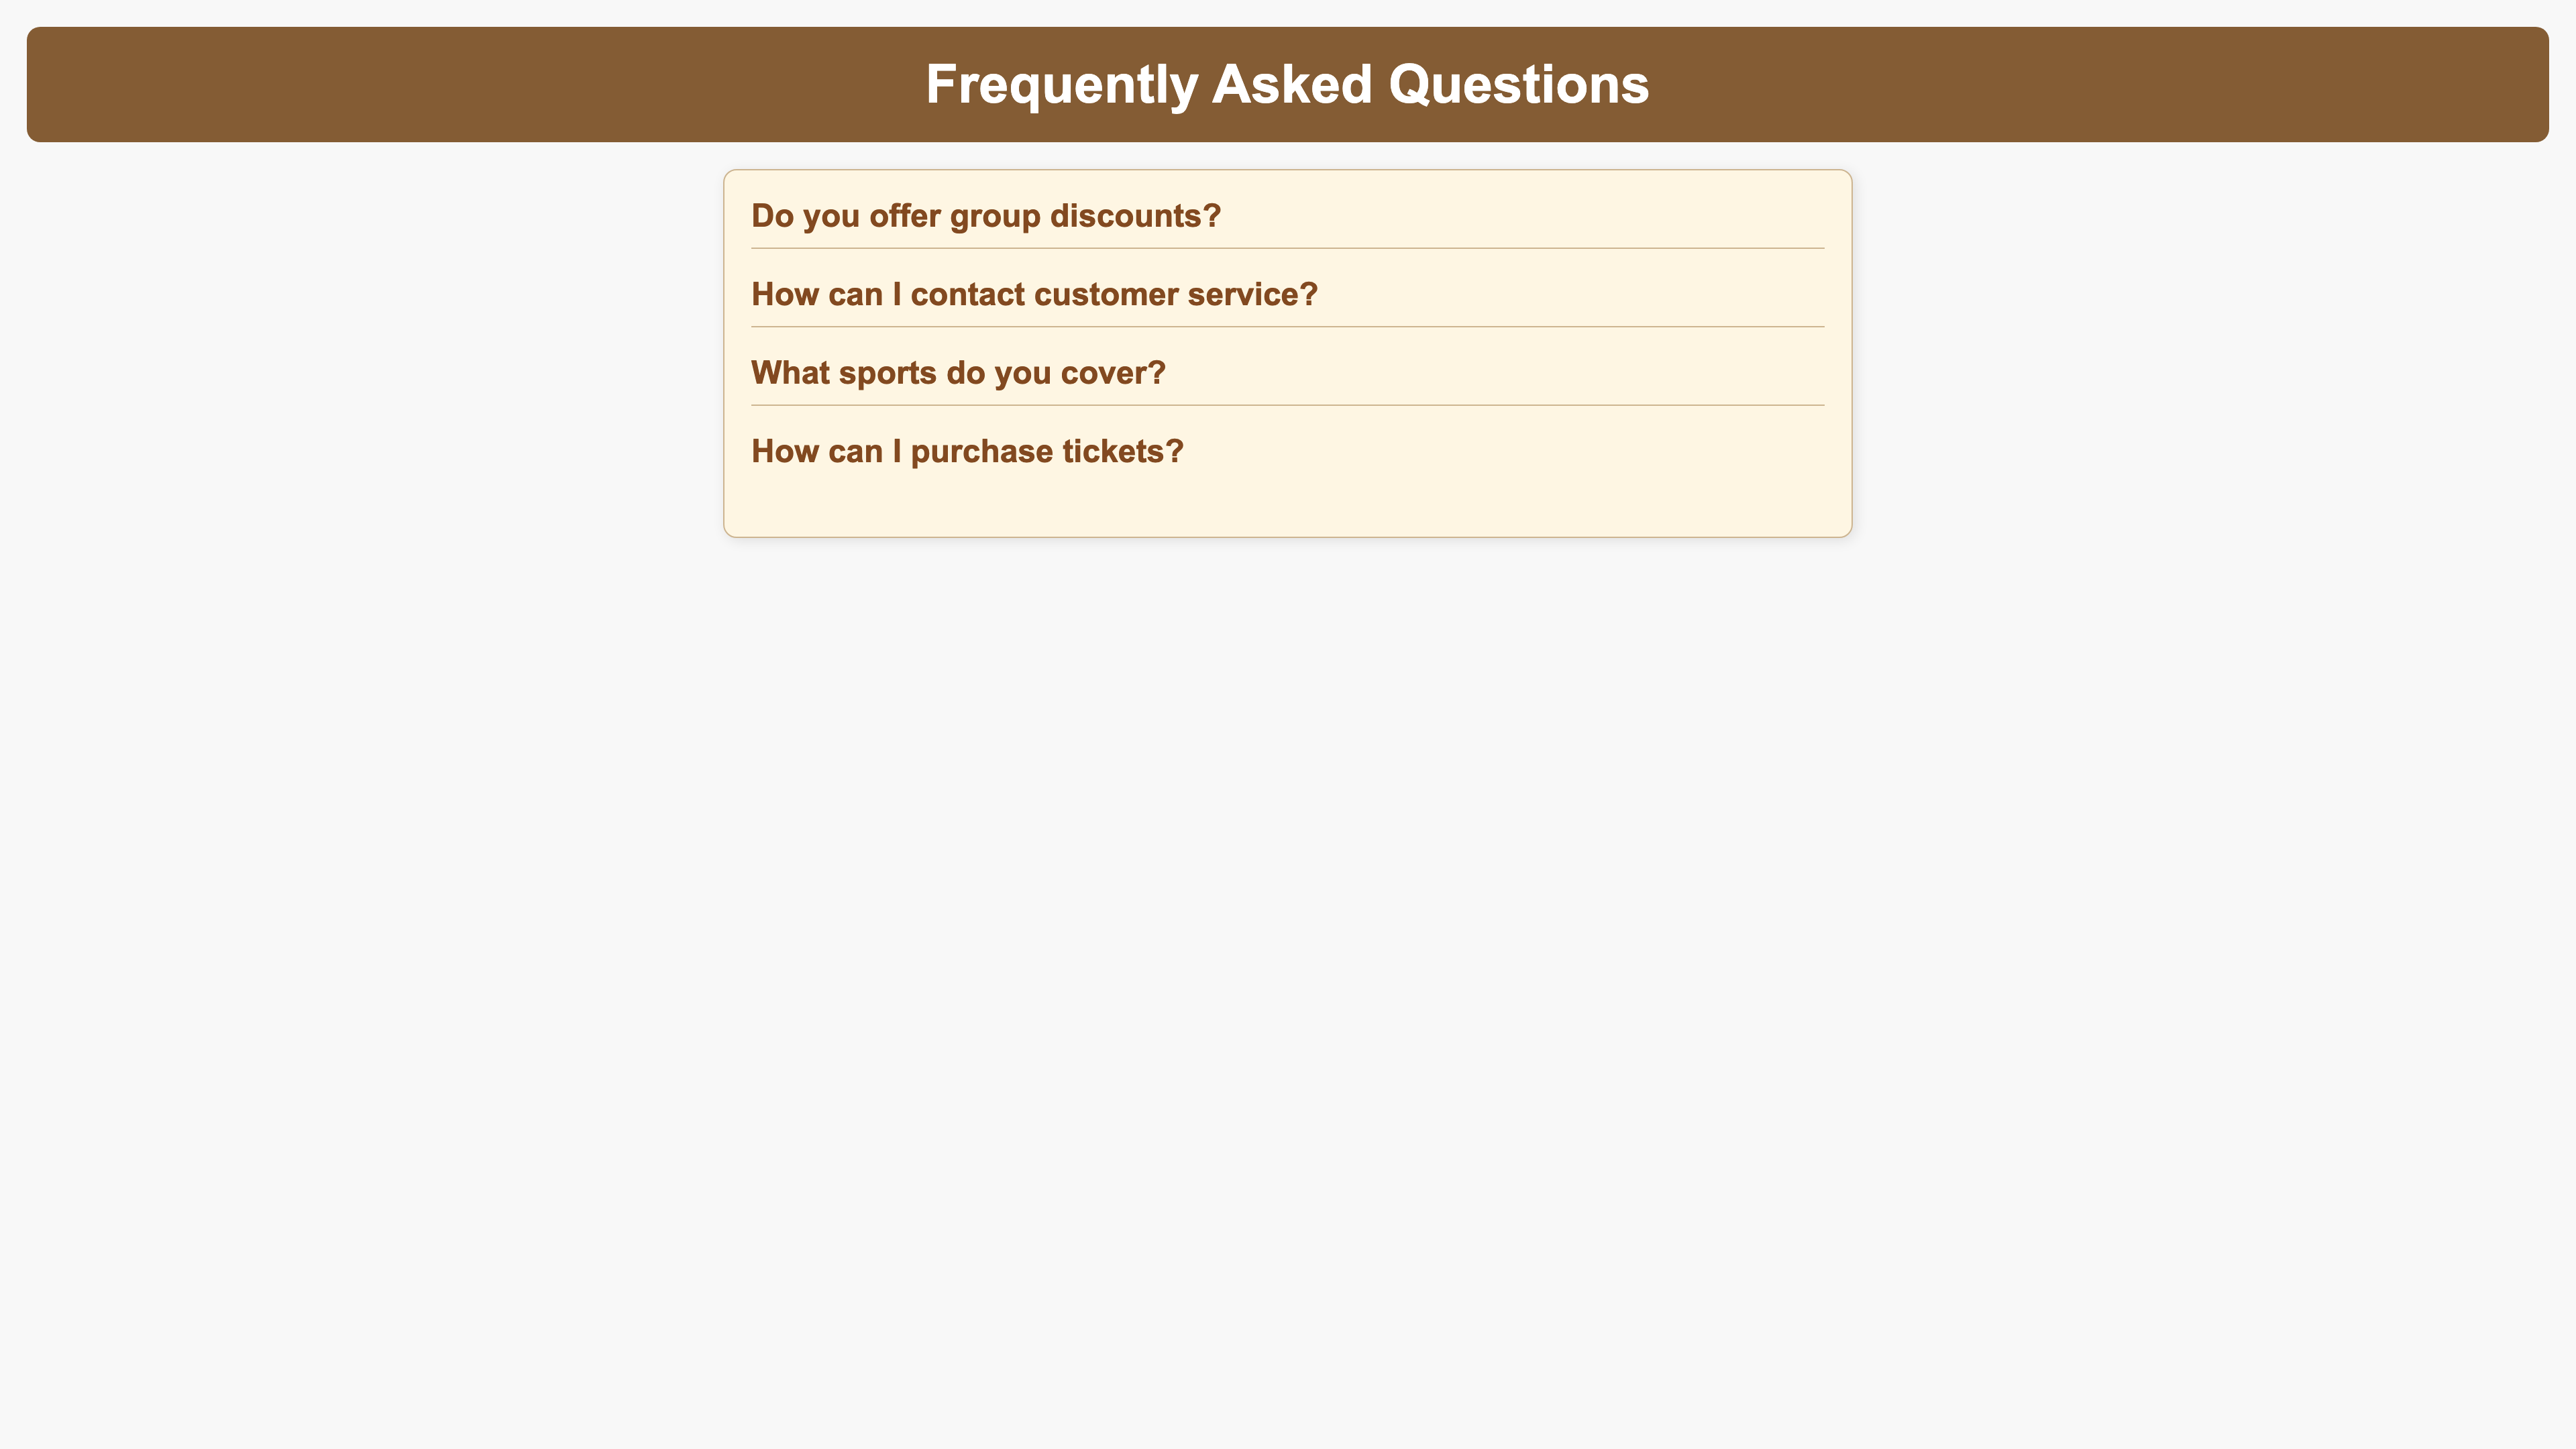 Frequently Asked Questions
Do you offer group discounts?
How can I contact customer service?
What sports do you cover?
How can I purchase tickets?